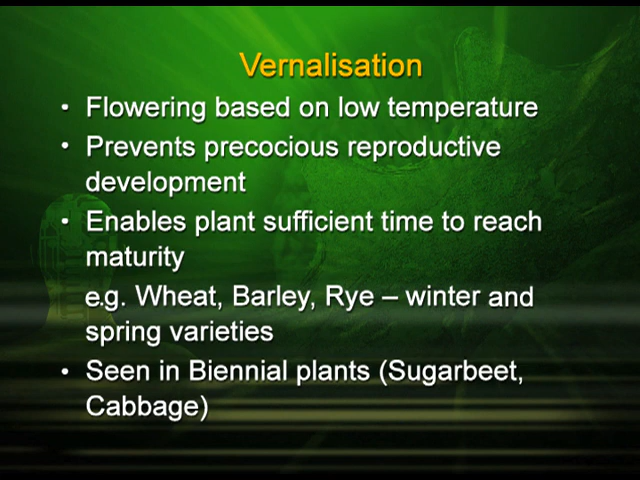 Vernalisation
• Flowering based on low temperature
• Prevents precocious reproductive
development
• Enables plant sufficient time to reach
maturity
e.g. Wheat, Barley, Rye – winter and
spring varieties
• Seen in Biennial plants (Sugarbeet,
Cabbage)